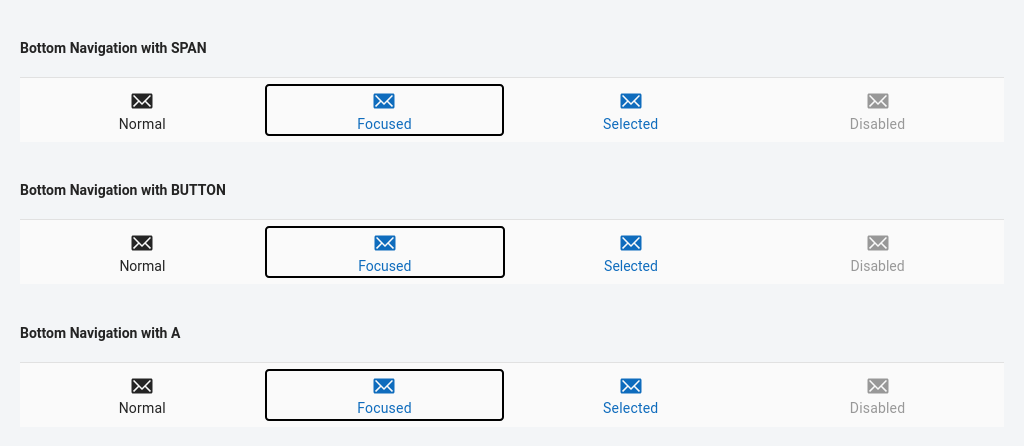 Bottom Navigation with SPAN
Normal Focused Selected Disabled
Bottom Navigation with BUTTON
Normal Focused Selected Disabled
Bottom Navigation with A
Normal Focused Selected Disabled